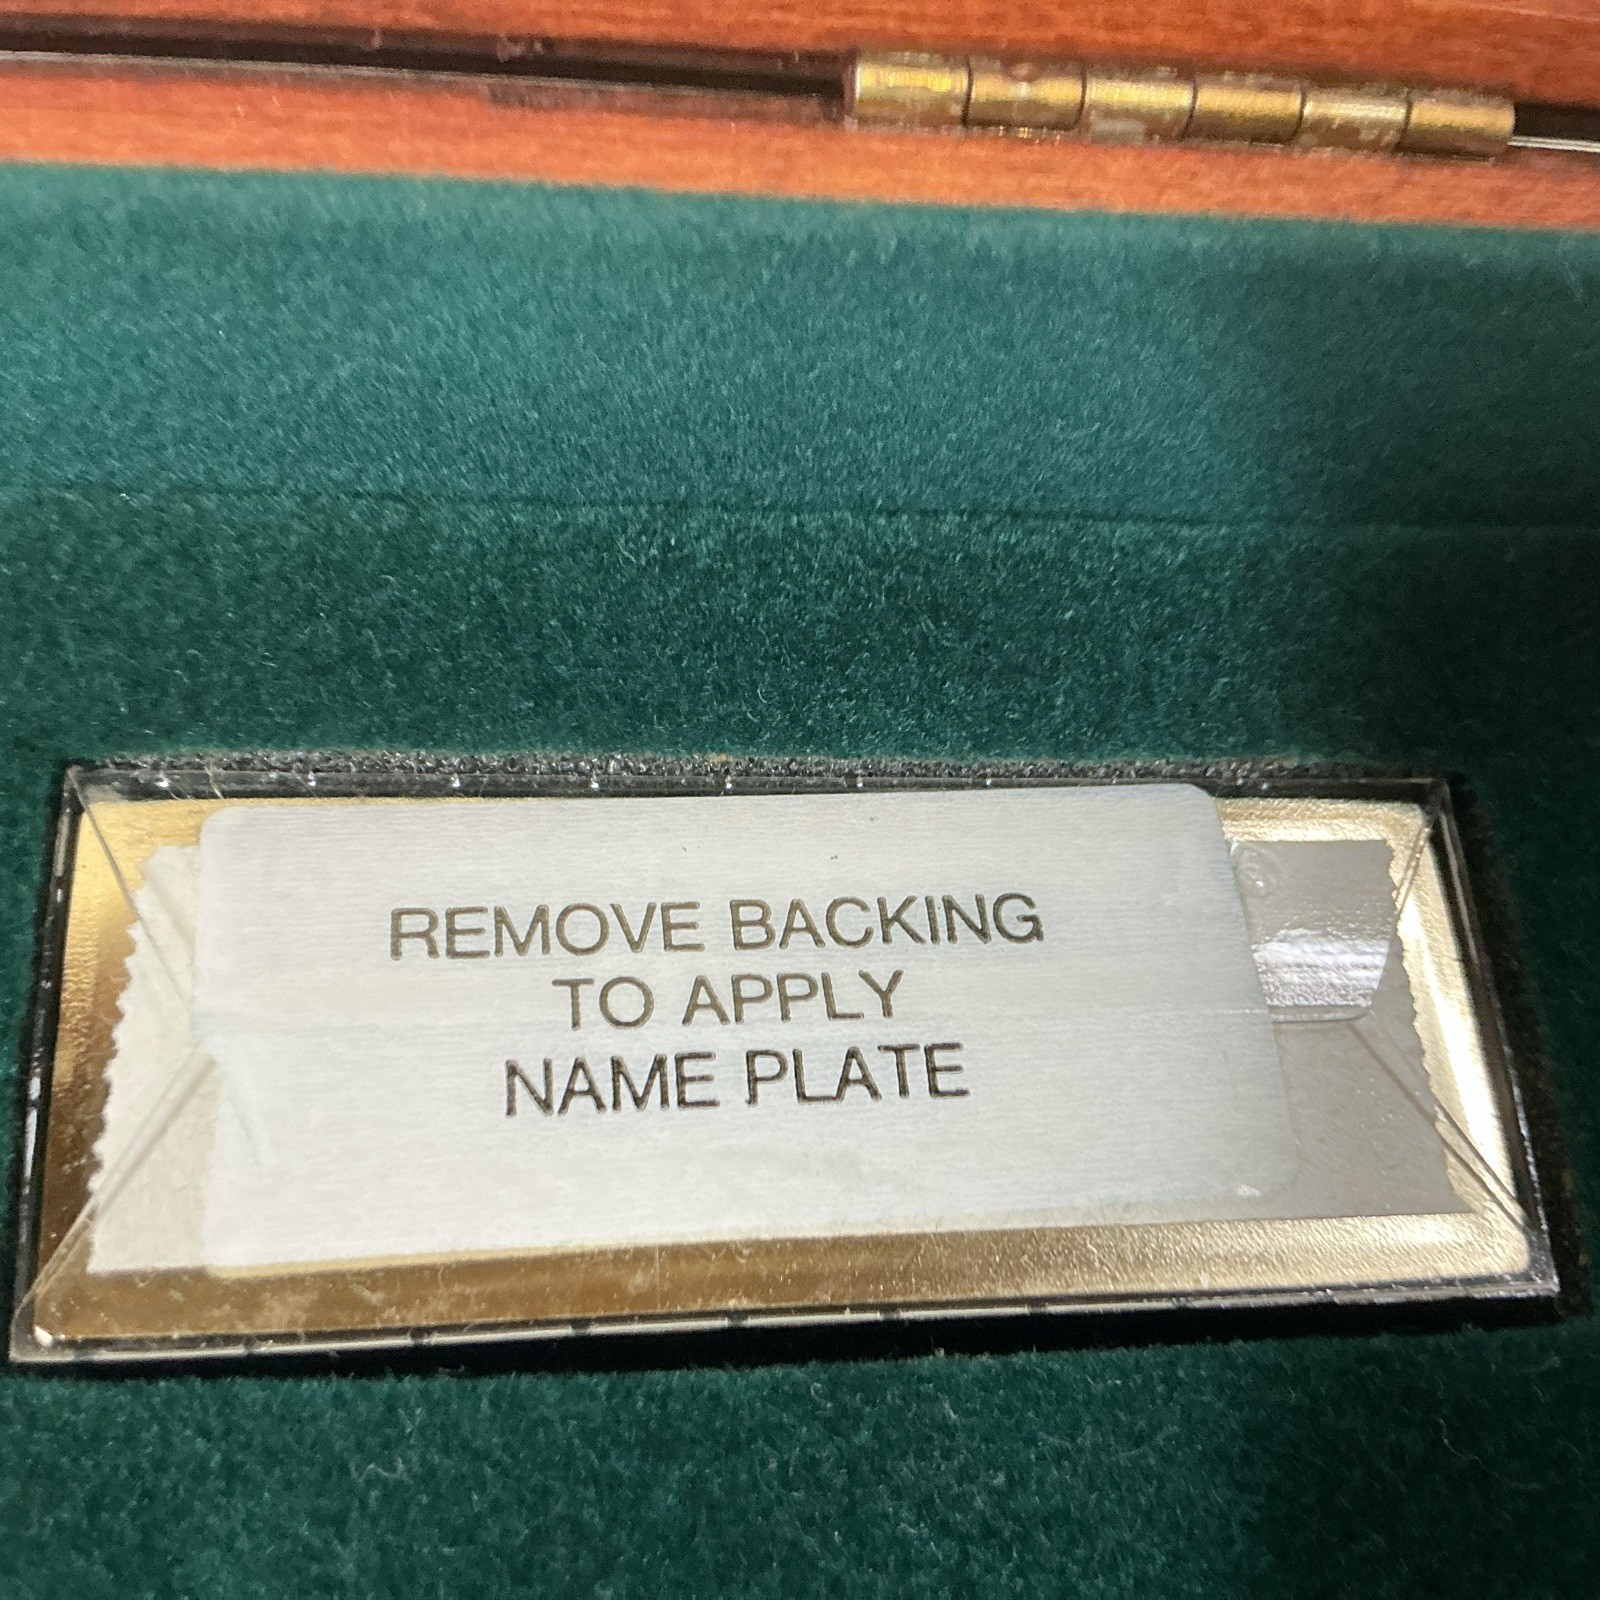 REMOVE BACKING
TO APPLY
NAME PLATE